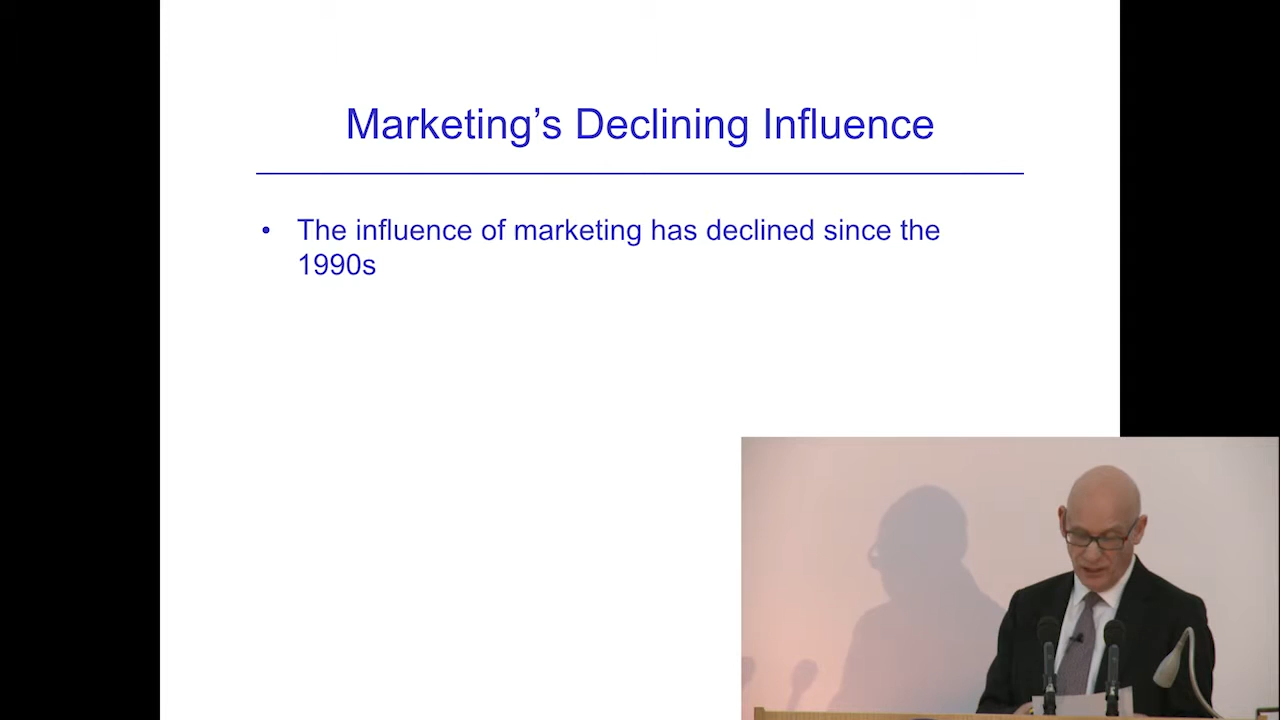 Marketing’s Declining Influence
• The influence of marketing has declined since the
1990s